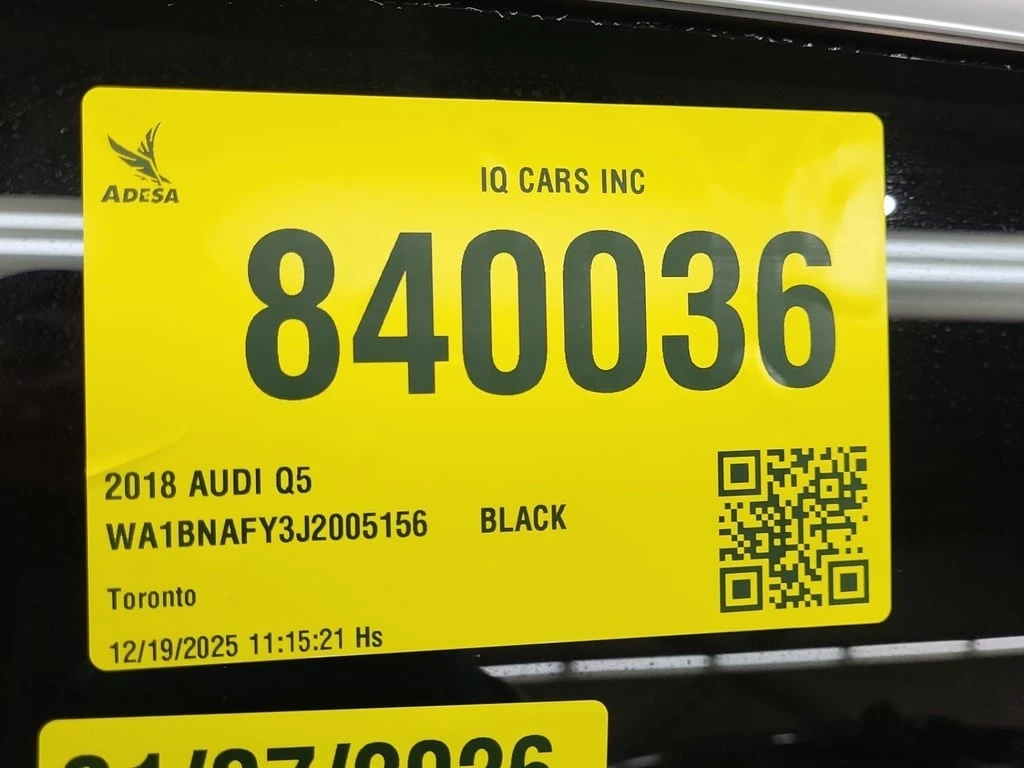 ADESA
IQ CARS INC
840036
2018 AUDI Q5
WA1BNAFY3J2005156 BLACK
Toronto
12/19/2025 11:15:21 Hs